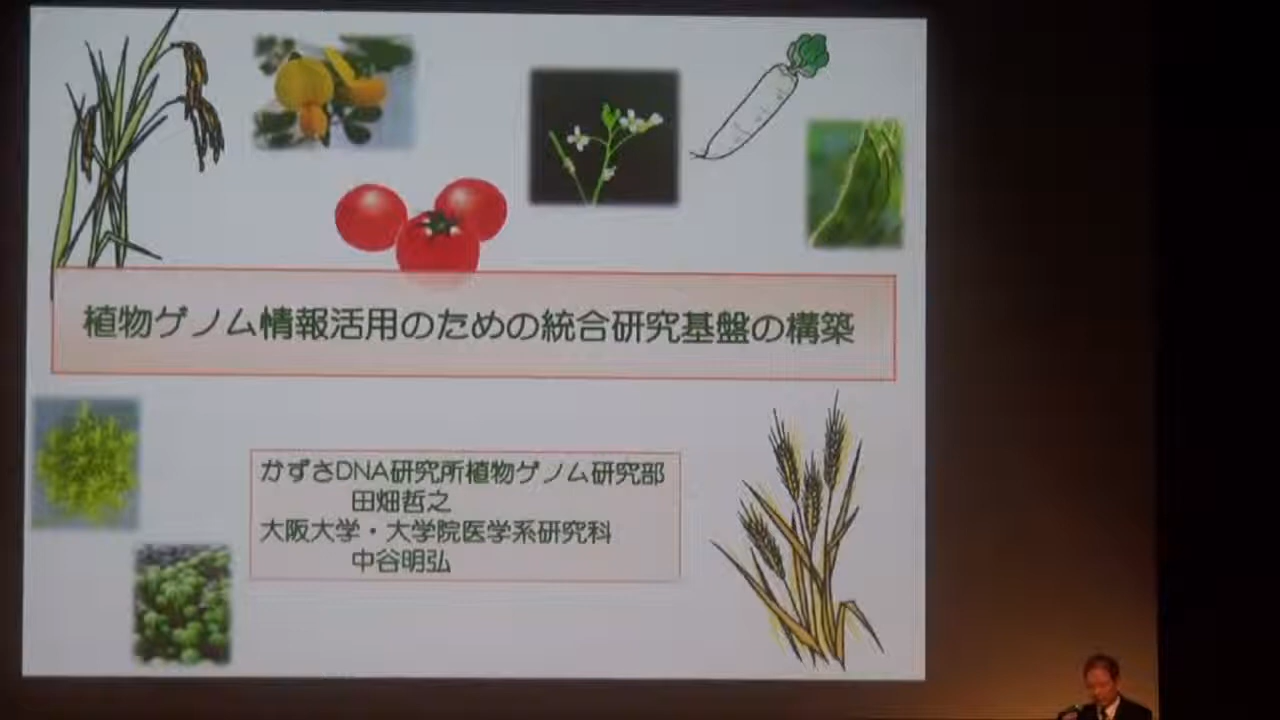 植物ゲノム情報活用のための統合研究基盤の構築
かずさDNA研究所植物ゲノム研究部
田畑哲之
大阪大学・大学院医学系研究科
中谷明弘